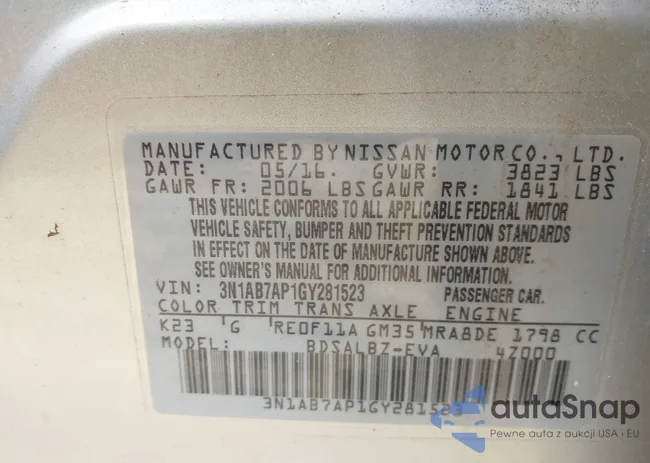 MANUFACTURED BY NISSAN MOTOR CO., LTD.
DATE: 05/16. GVWR: 3823 LBS
GAWR FR: 2006 LBS GAWR RR: 1841 LBS
THIS VEHICLE CONFORMS TO ALL APPLICABLE FEDERAL MOTOR
VEHICLE SAFETY, BUMPER AND THEFT PREVENTION STANDARDS
IN EFFECT ON THE DATE OF MANUFACTURE SHOWN ABOVE.
SEE OWNER'S MANUAL FOR ADDITIONAL INFORMATION.
VIN: 3N1AB7AP1GY281523 PASSENGER CAR.
COLOR TRIM TRANS AXLE ENGINE
K23 G RE0F11A GM35 MRA8DE 1798 CC
MODEL: BDSALBZ-EVA 4Z000
3N1AB7AP1GY281523
autoSnap
Pewne auta z aukcji USA i EU